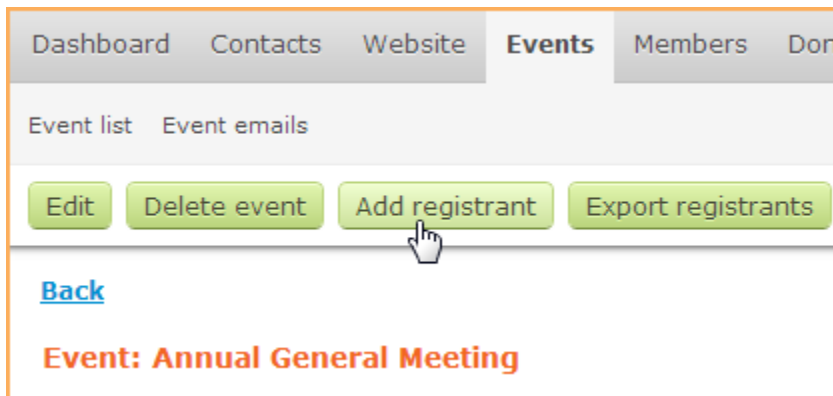 Dashboard Contacts Website Events Members Don
Event list Event emails
Edit Delete event Add registrant Export registrants
Back
Event: Annual General Meeting